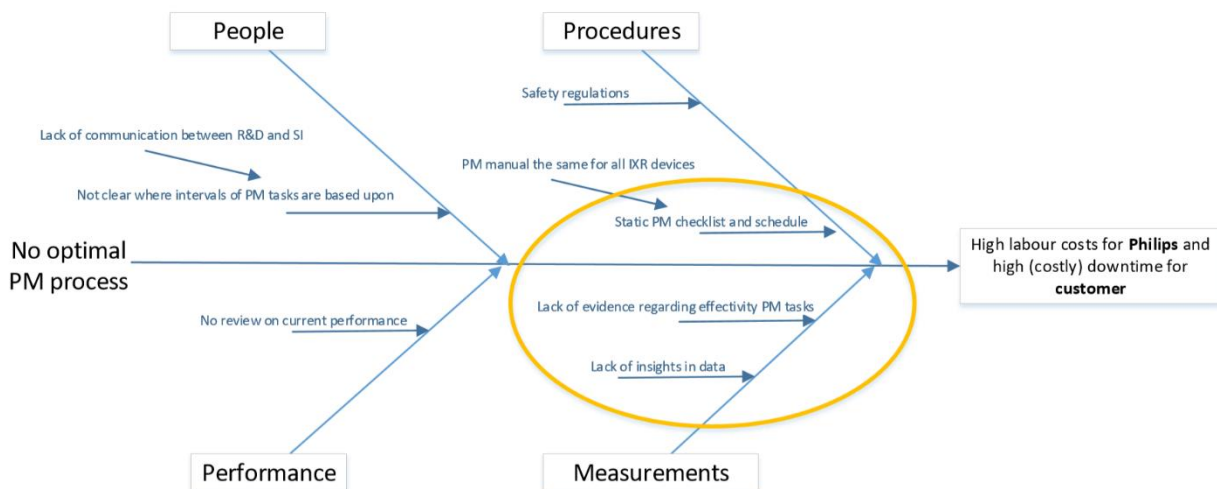 People
Procedures
Safety regulations
Lack of communication between R&D and SI
PM manual the same for all IXR devices
Not clear where intervals of PM tasks are based upon
Static PM checklist and schedule
No optimal
PM process
High labour costs for Philips and
high (costly) downtime for
customer
Lack of evidence regarding effectivity PM tasks
No review on current performance
Lack of insights in data
Performance
Measurements